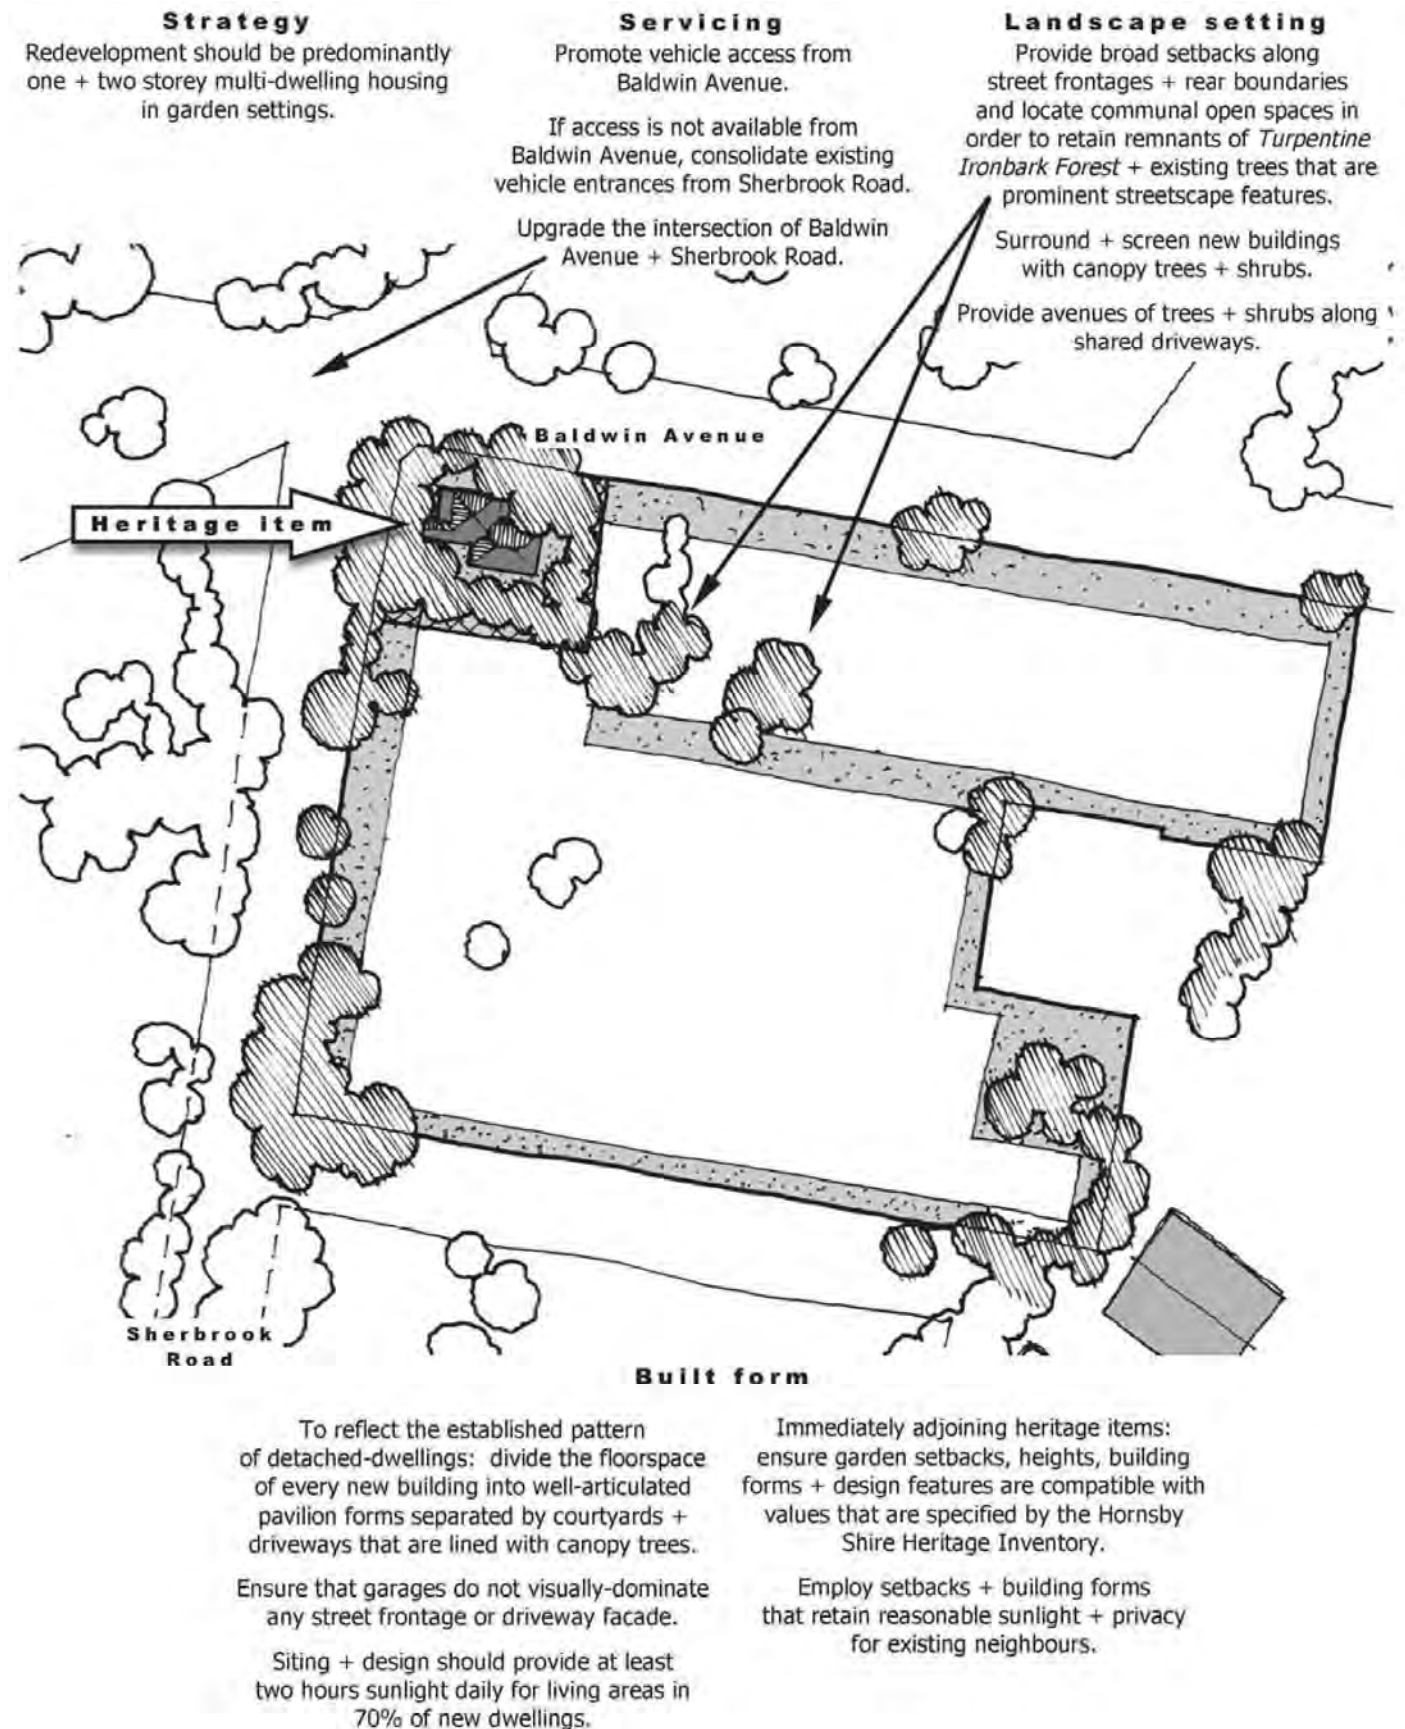 Strategy
Redevelopment should be predominantly
one + two storey multi-dwelling housing
in garden settings.
Servicing
Promote vehicle access from
Baldwin Avenue.
If access is not available from
Baldwin Avenue, consolidate existing
vehicle entrances from Sherbrook Road.
Upgrade the intersection of Baldwin
Avenue + Sherbrook Road.
Landscape setting
Provide broad setbacks along
street frontages + rear boundaries
and locate communal open spaces in
order to retain remnants of Turpentine
Ironbark Forest + existing trees that are
prominent streetscape features.
Surround + screen new buildings
with canopy trees + shrubs.
Provide avenues of trees + shrubs along
shared driveways.
Baldwin Avenue
Heritage item
Sherbrook
Road
Built form
To reflect the established pattern
of detached-dwellings: divide the floorspace
of every new building into well-articulated
pavilion forms separated by courtyards +
driveways that are lined with canopy trees.
Ensure that garages do not visually-dominate
any street frontage or driveway facade.
Siting + design should provide at least
two hours sunlight daily for living areas in
70% of new dwellings.
Immediately adjoining heritage items:
ensure garden setbacks, heights, building
forms + design features are compatible with
values that are specified by the Hornsby
Shire Heritage Inventory.
Employ setbacks + building forms
that retain reasonable sunlight + privacy
for existing neighbours.